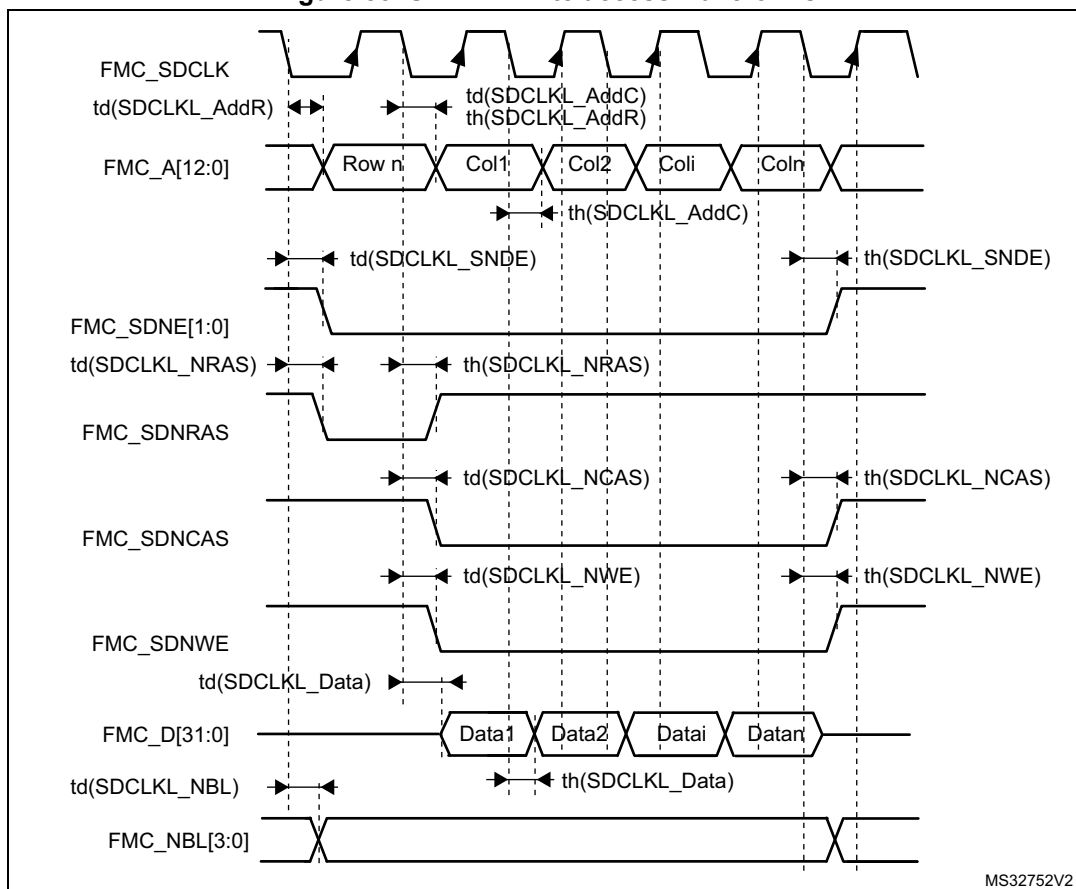 FMC_SDCLK
td(SDCLKL_AddR)
td(SDCLKL_AddC)
th(SDCLKL_AddR)
FMC_A[12:0]
Row n
Col1
Col2
Coli
Coln
th(SDCLKL_AddC)
td(SDCLKL_SNDE)
th(SDCLKL_SNDE)
FMC_SDNE[1:0]
td(SDCLKL_NRAS)
th(SDCLKL_NRAS)
FMC_SDNRAS
td(SDCLKL_NCAS)
th(SDCLKL_NCAS)
FMC_SDNCAS
td(SDCLKL_NWE)
th(SDCLKL_NWE)
FMC_SDNWE
td(SDCLKL_Data)
FMC_D[31:0]
Data1
Data2
Datai
Datan
td(SDCLKL_NBL)
th(SDCLKL_Data)
FMC_NBL[3:0]
MS32752V2